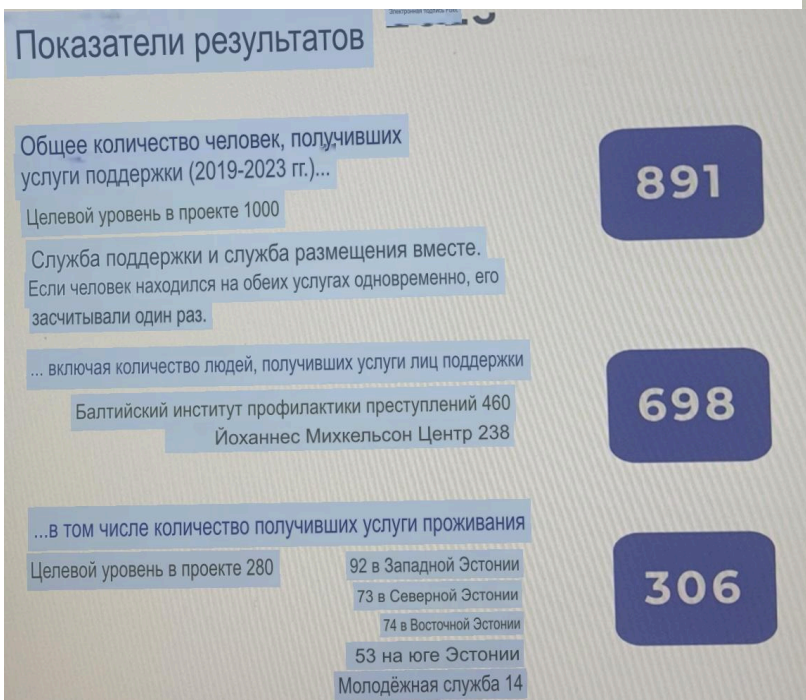 Показатели результатов
Общее количество человек, получивших
услуги поддержки (2019-2023 гг.)...
891
Целевой уровень в проекте 1000
Служба поддержки и служба размещения вместе.
Если человек находился на обеих услугах одновременно, его
засчитывали один раз.
... включая количество людей, получивших услуги лиц поддержки
698
Балтийский институт профилактики преступлений 460
Йоханнес Михкельсон Центр 238
...в том числе количество получивших услуги проживания
306
Целевой уровень в проекте 280
92 в Западной Эстонии
73 в Северной Эстонии
74 в Восточной Эстонии
53 на юге Эстонии
Молодёжная служба 14